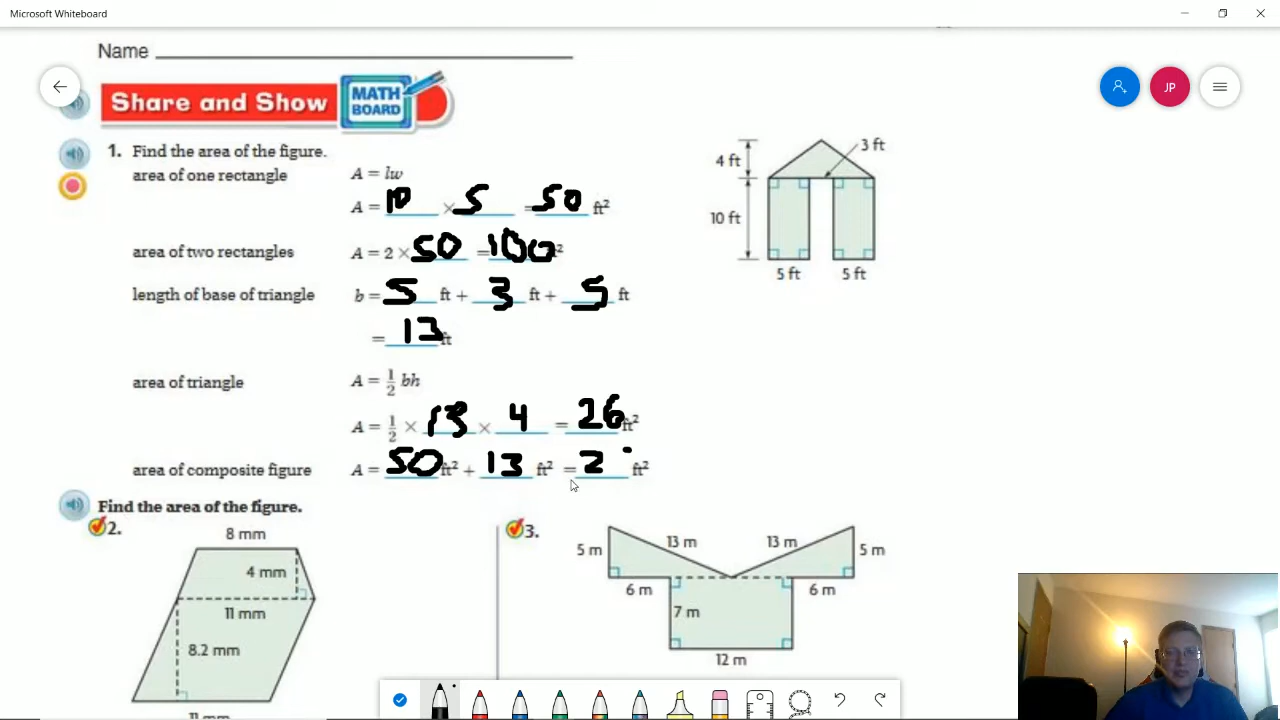 Microsoft Whiteboard
Name
Share and Show
MATH BOARD
JP
1. Find the area of the figure.
area of one rectangle A = lw
A = 10 × 5 = 50 ft²
area of two rectangles A = 2 × 50 = 100 ft²
length of base of triangle b = 5 ft + 3 ft + 5 ft
= 13 ft
area of triangle A = 1/2 bh
A = 1/2 × 13 × 4 = 26 ft²
area of composite figure A = 50 ft² + 13 ft² = 2 ft²
4 ft
3 ft
10 ft
5 ft 5 ft
Find the area of the figure.
2.
8 mm
4 mm
11 mm
8.2 mm
11 mm
3.
5 m 13 m 13 m 5 m
6 m 6 m
7 m
12 m